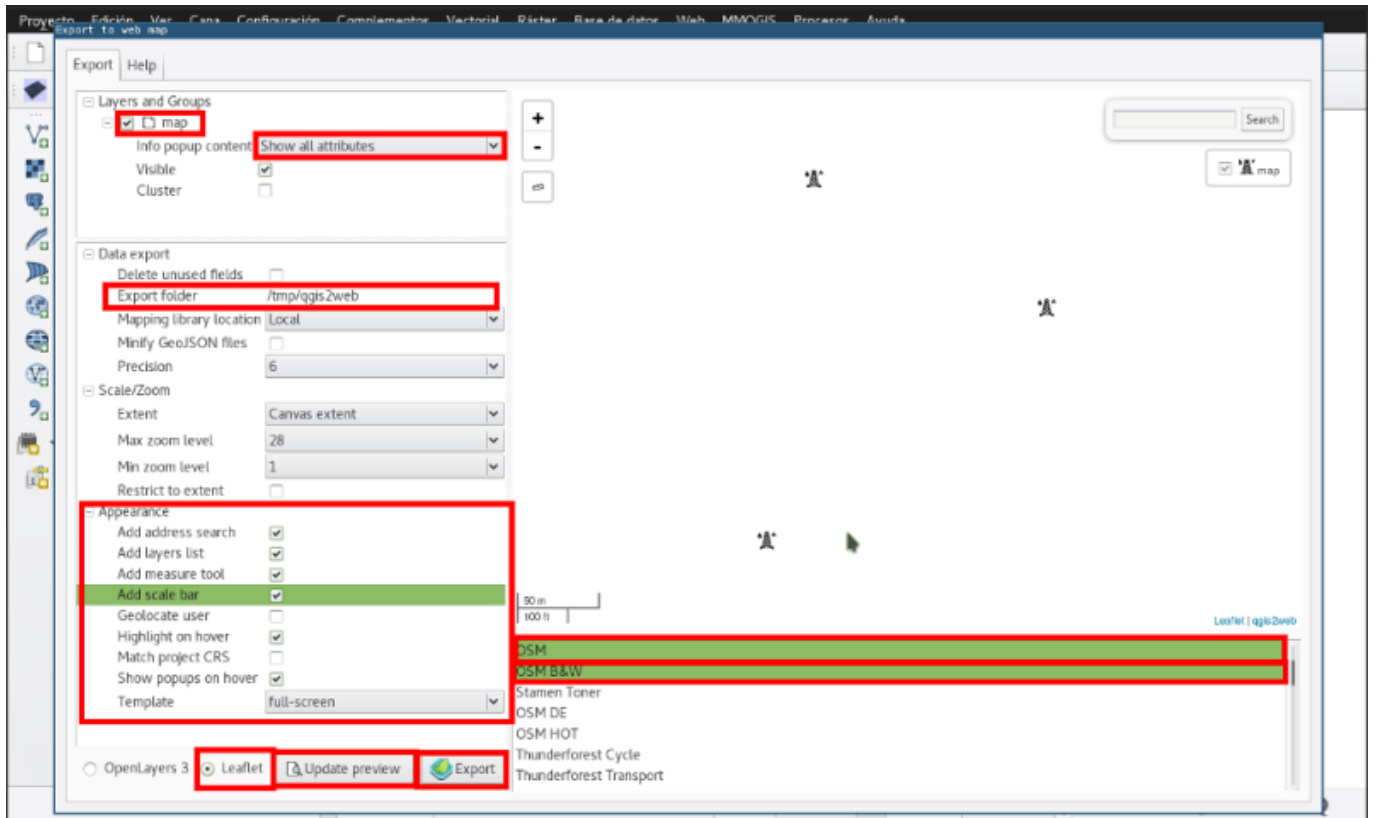 Proyecto Edición Ver Capa Configuración Complementos Vectorial Ráster Base de datos Web MMQGIS Procesos Ayuda
Export to web map
Export Help
Layers and Groups
map
Info popup content Show all attributes
Visible
Cluster
Data export
Delete unused fields
Export folder /tmp/qgis2web
Mapping library location Local
Minify GeoJSON files
Precision 6
Scale/Zoom
Extent Canvas extent
Max zoom level 28
Min zoom level 1
Restrict to extent
Appearance
Add address search
Add layers list
Add measure tool
Add scale bar
Geolocate user
Highlight on hover
Match project CRS
Show popups on hover
Template full-screen
OpenLayers 3 Leaflet Update preview Export
+
-
Search
map
50 m
100 ft
Leaflet | qgis2web
OSM
OSM B&W
Stamen Toner
OSM DE
OSM HOT
Thunderforest Cycle
Thunderforest Transport